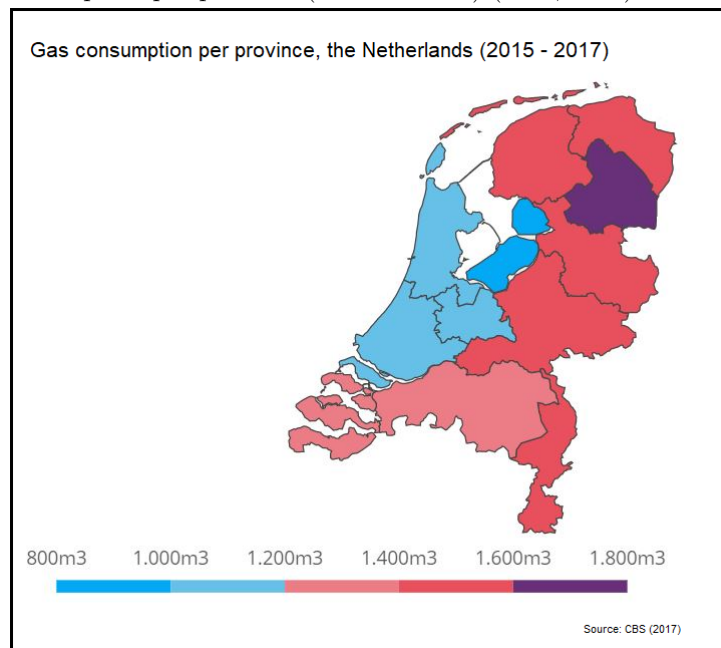 Gas consumption per province, the Netherlands (2015 - 2017)
800m3 1.000m3 1.200m3 1.400m3 1.600m3 1.800m3
Source: CBS (2017)